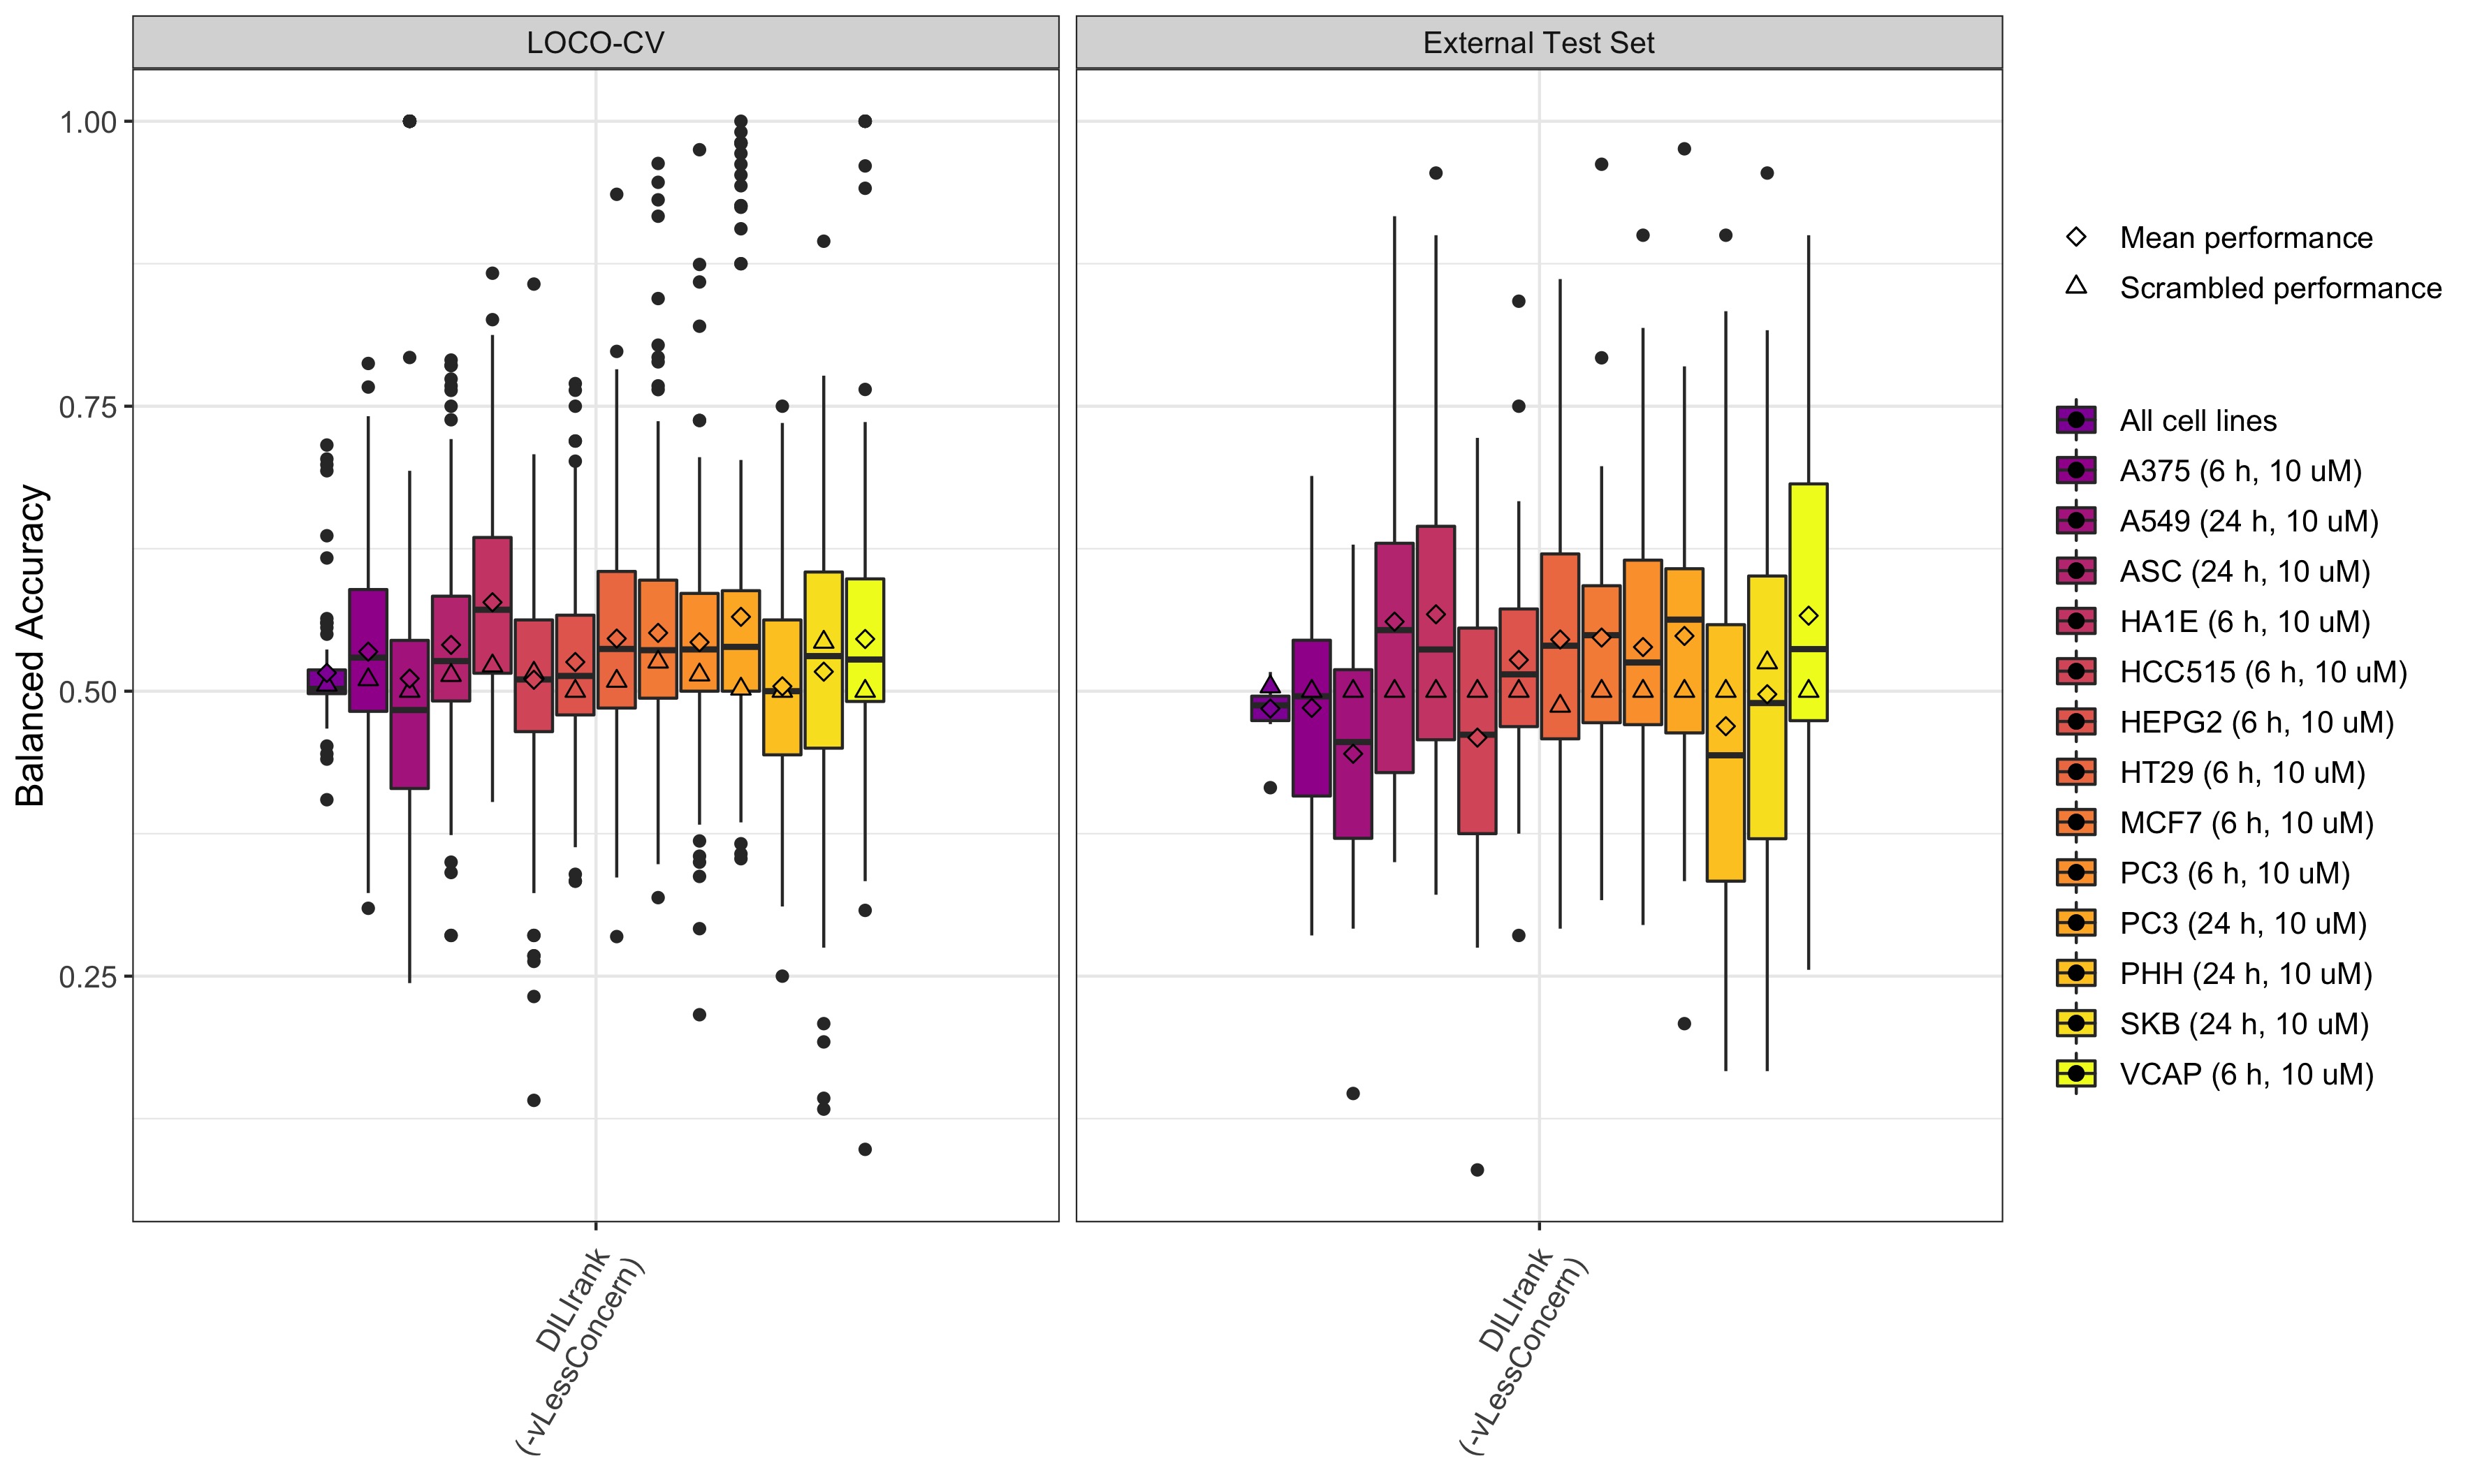 LOCO-CV
External Test Set
Balanced Accuracy
1.00
0.75
0.50
0.25
DILIrank
(-vLessConcern)
DILIrank
(-vLessConcern)
Mean performance
Scrambled performance
All cell lines
A375 (6 h, 10 uM)
A549 (24 h, 10 uM)
ASC (24 h, 10 uM)
HA1E (6 h, 10 uM)
HCC515 (6 h, 10 uM)
HEPG2 (6 h, 10 uM)
HT29 (6 h, 10 uM)
MCF7 (6 h, 10 uM)
PC3 (6 h, 10 uM)
PC3 (24 h, 10 uM)
PHH (24 h, 10 uM)
SKB (24 h, 10 uM)
VCAP (6 h, 10 uM)